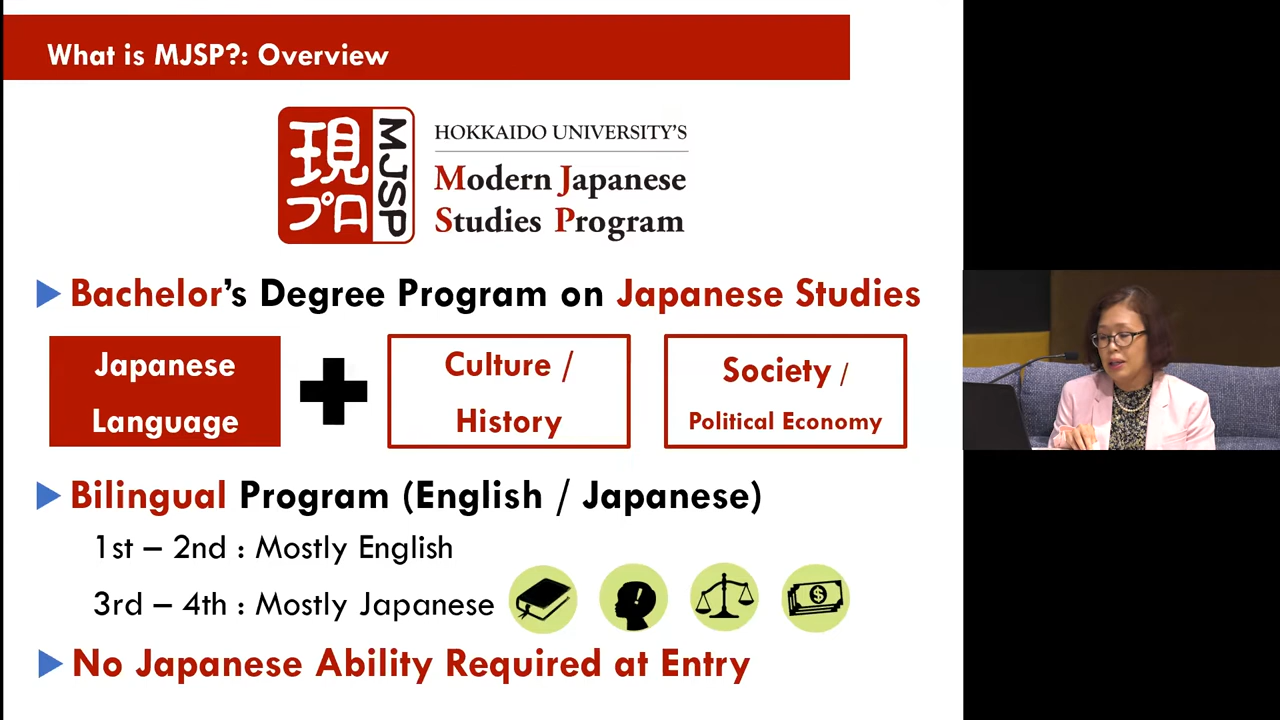 What is MJSP?: Overview
現プロ
MJSP
HOKKAIDO UNIVERSITY'S
Modern Japanese
Studies Program
Bachelor's Degree Program on Japanese Studies
Japanese
Language
Culture /
History
Society /
Political Economy
Bilingual Program (English / Japanese)
1st – 2nd : Mostly English
3rd – 4th : Mostly Japanese
$
No Japanese Ability Required at Entry